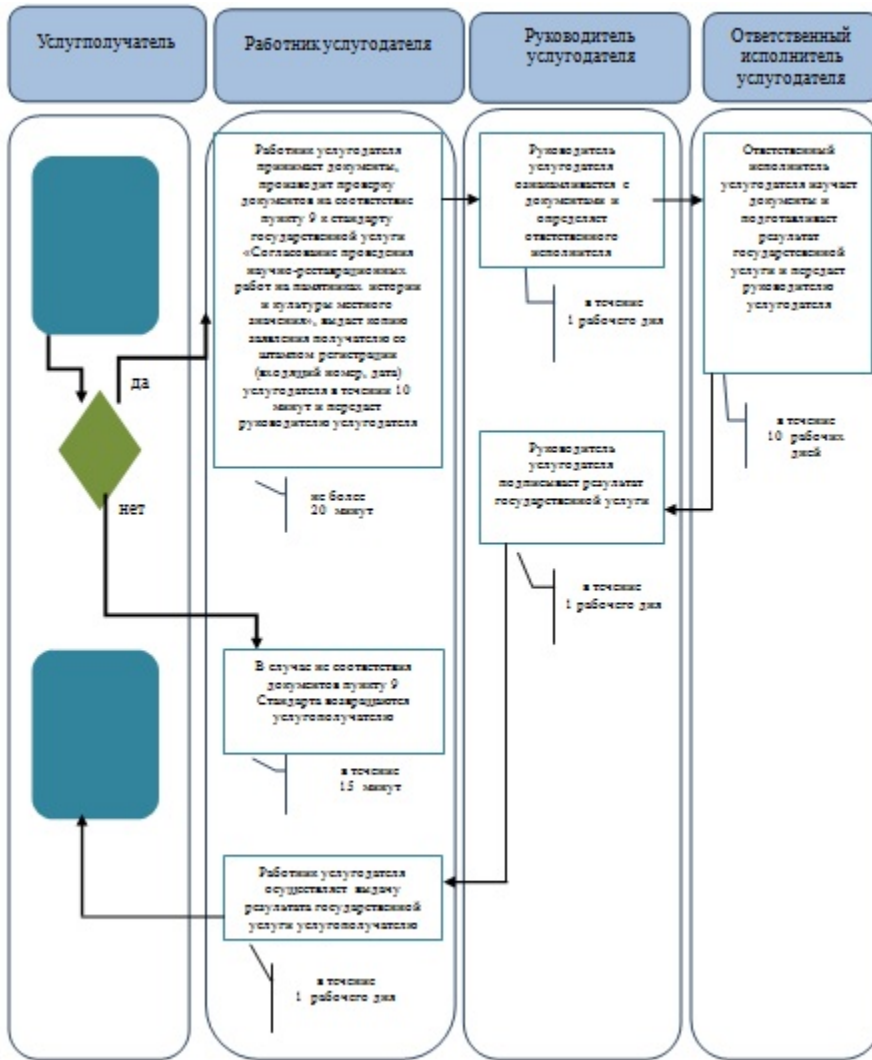 Услугполучатель
Работник услугодателя
Руководитель
услугодателя
Ответственный
исполнитель
услугодателя
Работник услугодателя
принимает документы,
производит проверку
документов на соответствие
пункту 9 к стандарту
государственной услуги
«Согласование проведения
научно-реставрационных
работ на памятниках истории
и культуры местного
значения», выдает копию
заявления получателю со
штампом регистрации
(входящий номер, дата)
услугодателя в течении 10
минут и передает
руководителю услугодателя
не более
20 минут
Руководитель
услугодателя
ознакамливается с
документами и
определяет
ответственного
исполнителя
в течение
1 рабочего дня
Ответственный
исполнитель
услугодателя изучает
документы и
подготавливает
результат
государственной
услуги и передает
руководителю
услугодателя
в течение
10 рабочих
дней
да
нет
Руководитель
услугодателя
подписывает результат
государственной услуги
в течение
1 рабочего дня
В случае не соответствия
документов пункту 9
Стандарта возвращаются
услугополучателю
в течение
15 минут
Работник услугодателя
осуществляет выдачу
результата государственной
услуги услугополучателю
в течение
1 рабочего дня